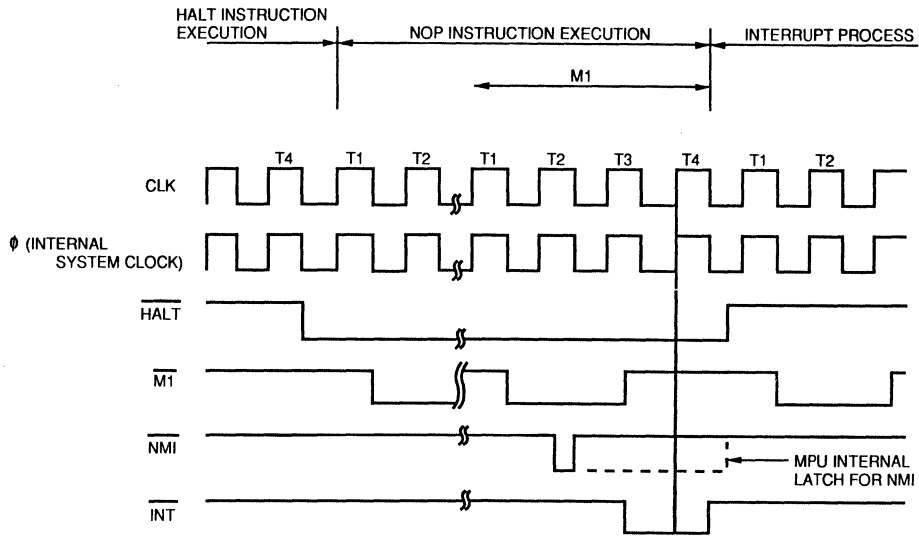 HALT INSTRUCTION
EXECUTION
NOP INSTRUCTION EXECUTION
INTERRUPT PROCESS
M1
T4 T1 T2 T1 T2 T3 T4 T1 T2
CLK
ϕ (INTERNAL
SYSTEM CLOCK)
HALT
M1
NMI
MPU INTERNAL
LATCH FOR NMI
INT